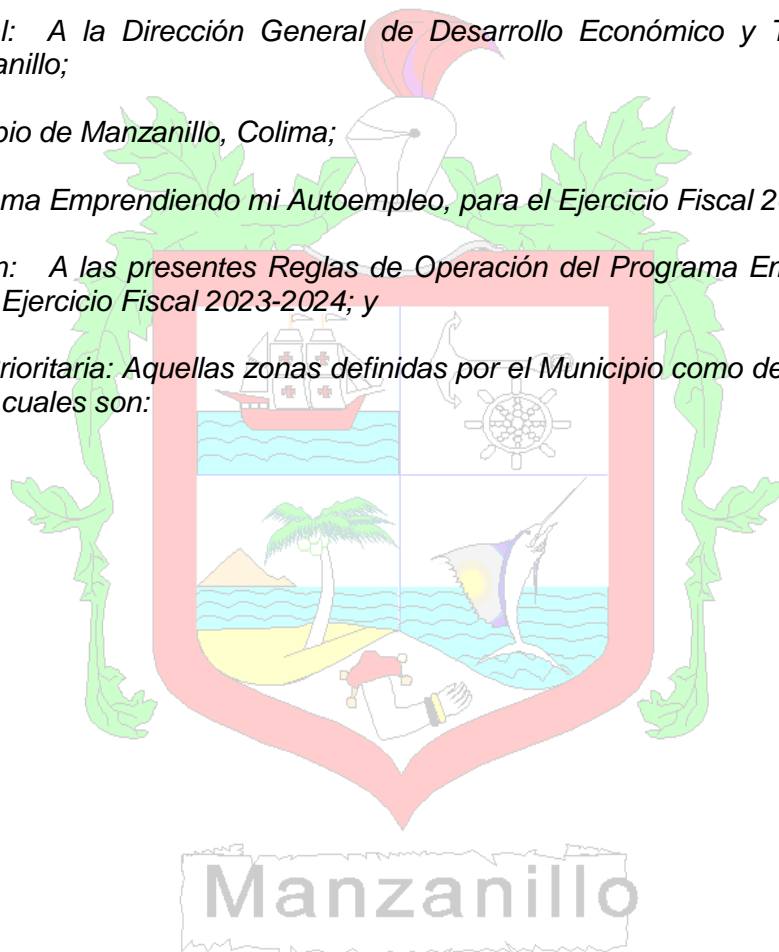 l: A la Dirección General de Desarrollo Económico y T
anillo;
pio de Manzanillo, Colima;
ma Emprendiendo mi Autoempleo, para el Ejercicio Fiscal 2
n: A las presentes Reglas de Operación del Programa Em
Ejercicio Fiscal 2023-2024; y
Prioritaria: Aquellas zonas definidas por el Municipio como de
cuales son:
Manzanillo